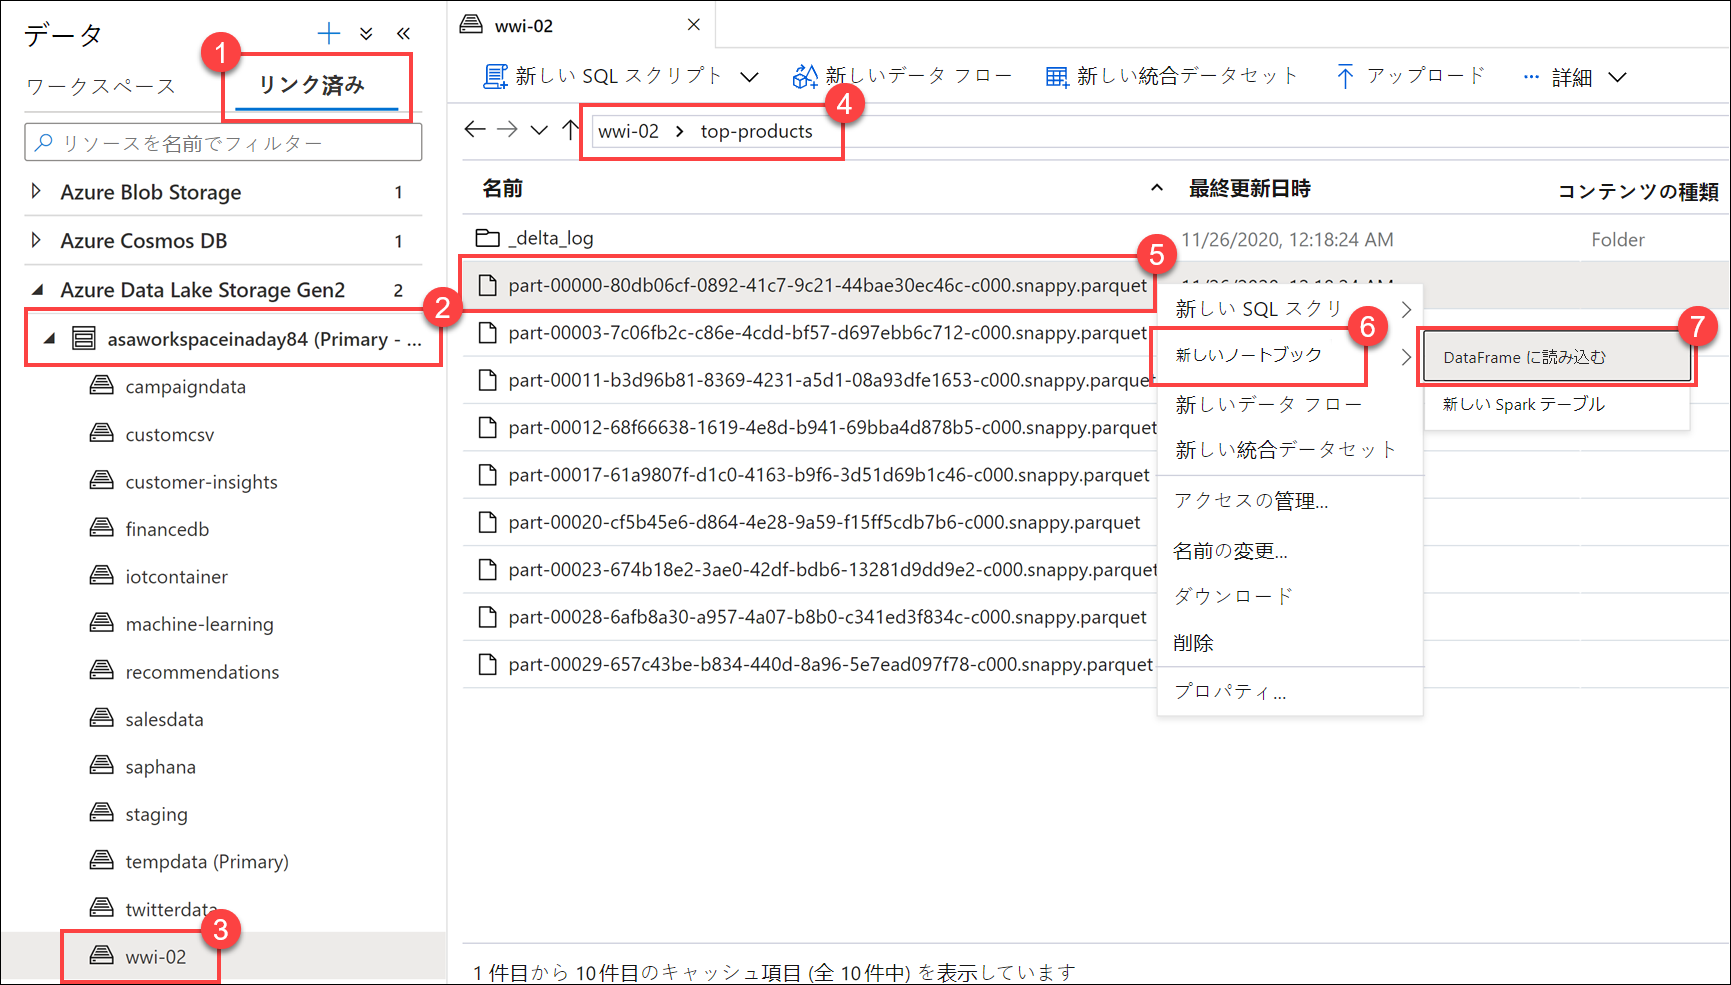 データ
1
ワークスペース
リンク済み
リソースを名前でフィルター
Azure Blob Storage 1
Azure Cosmos DB 1
Azure Data Lake Storage Gen2 2
2
asaworkspaceinaday84 (Primary - ...
campaigndata
customcsv
customer-insights
financedb
iotcontainer
machine-learning
recommendations
salesdata
saphana
staging
tempdata (Primary)
twitterdata
3
wwi-02
wwi-02
新しい SQL スクリプト
新しいデータ フロー
新しい統合データセット
アップロード
... 詳細
4
wwi-02 > top-products
名前 最終更新日時 コンテンツの種類
_delta_log 11/26/2020, 12:18:24 AM Folder
5
part-00000-80db06cf-0892-41c7-9c21-44bae30ec46c-c000.snappy.parquet
part-00003-7c06fb2c-c86e-4cdd-bf57-d697ebb6c712-c000.snappy.parquet
part-00011-b3d96b81-8369-4231-a5d1-08a93dfe1653-c000.snappy.parquet
part-00012-68f66638-1619-4e8d-b941-69bba4d878b5-c000.snappy.parquet
part-00017-61a9807f-d1c0-4163-b9f6-3d51d69b1c46-c000.snappy.parquet
part-00020-cf5b45e6-d864-4e28-9a59-f15ff5cdb7b6-c000.snappy.parquet
part-00023-674b18e2-3ae0-42df-bdb6-13281d9dd9e2-c000.snappy.parquet
part-00028-6afb8a30-a957-4a07-b8b0-c341ed3f834c-c000.snappy.parquet
part-00029-657c43be-b834-440d-8a96-5e7ead097f78-c000.snappy.parquet
新しい SQL スクリ
6
新しいノートブック
新しいデータ フロー
新しい統合データセット
アクセスの管理...
名前の変更...
ダウンロード
削除
プロパティ...
7
DataFrame に読み込む
新しい Spark テーブル
1 件目から 10 件目のキャッシュ項目 (全 10 件中) を表示しています